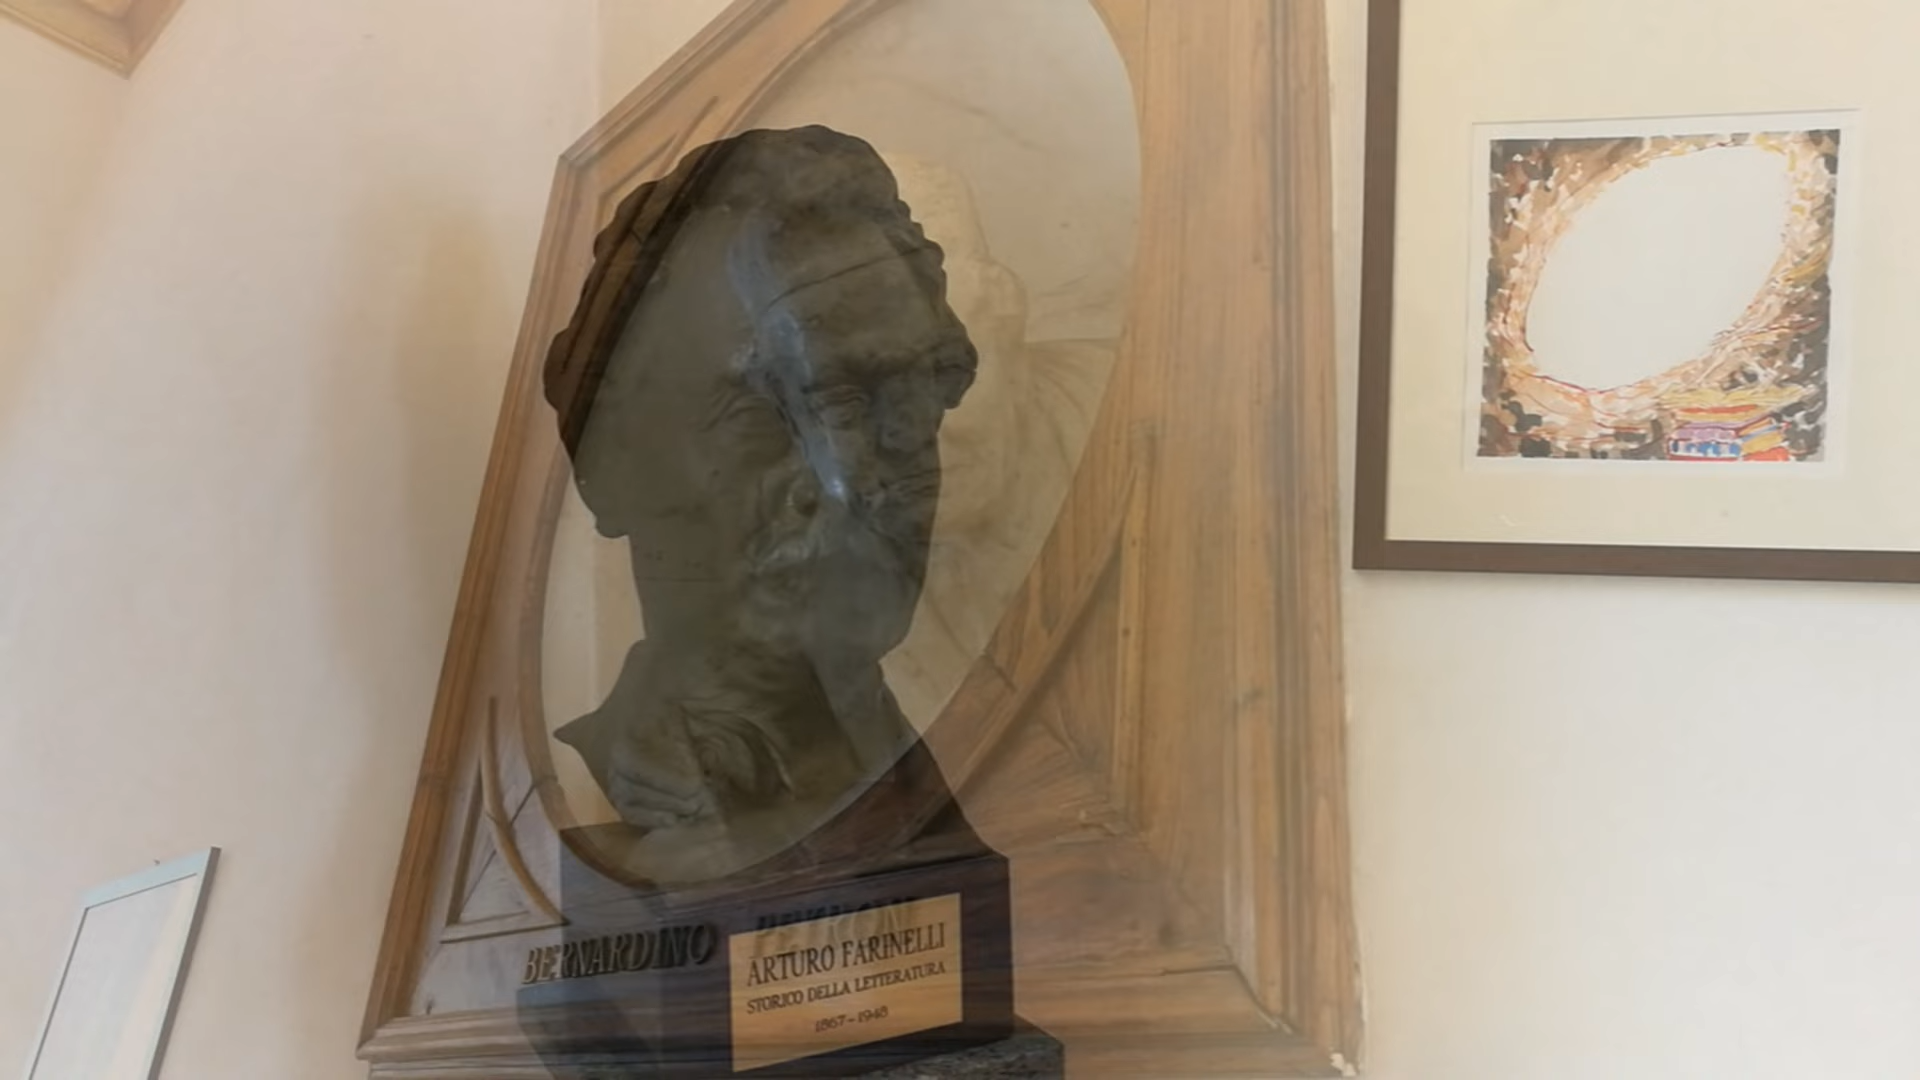 BERNARDINO
ARTURO FARINELLI
STORICO DELLA LETTERATURA
1867-1948